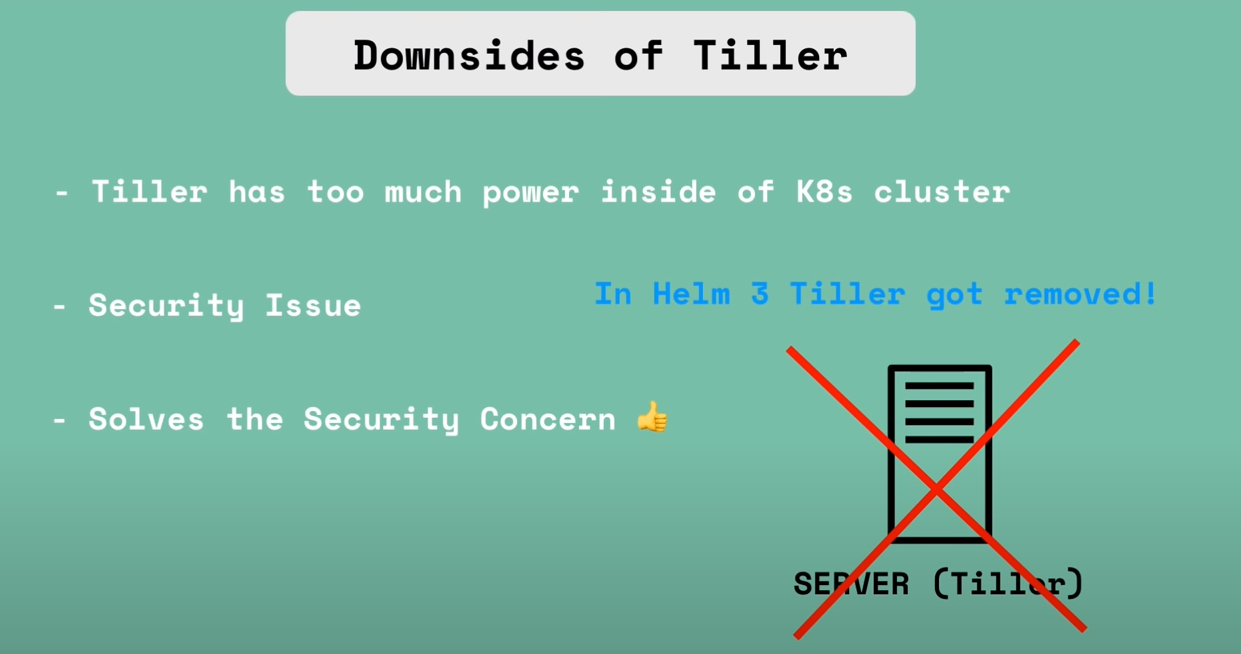 Downsides of Tiller
- Tiller has too much power inside of K8s cluster
- Security Issue
In Helm 3 Tiller got removed!
- Solves the Security Concern 👍
SERVER (Tiller)